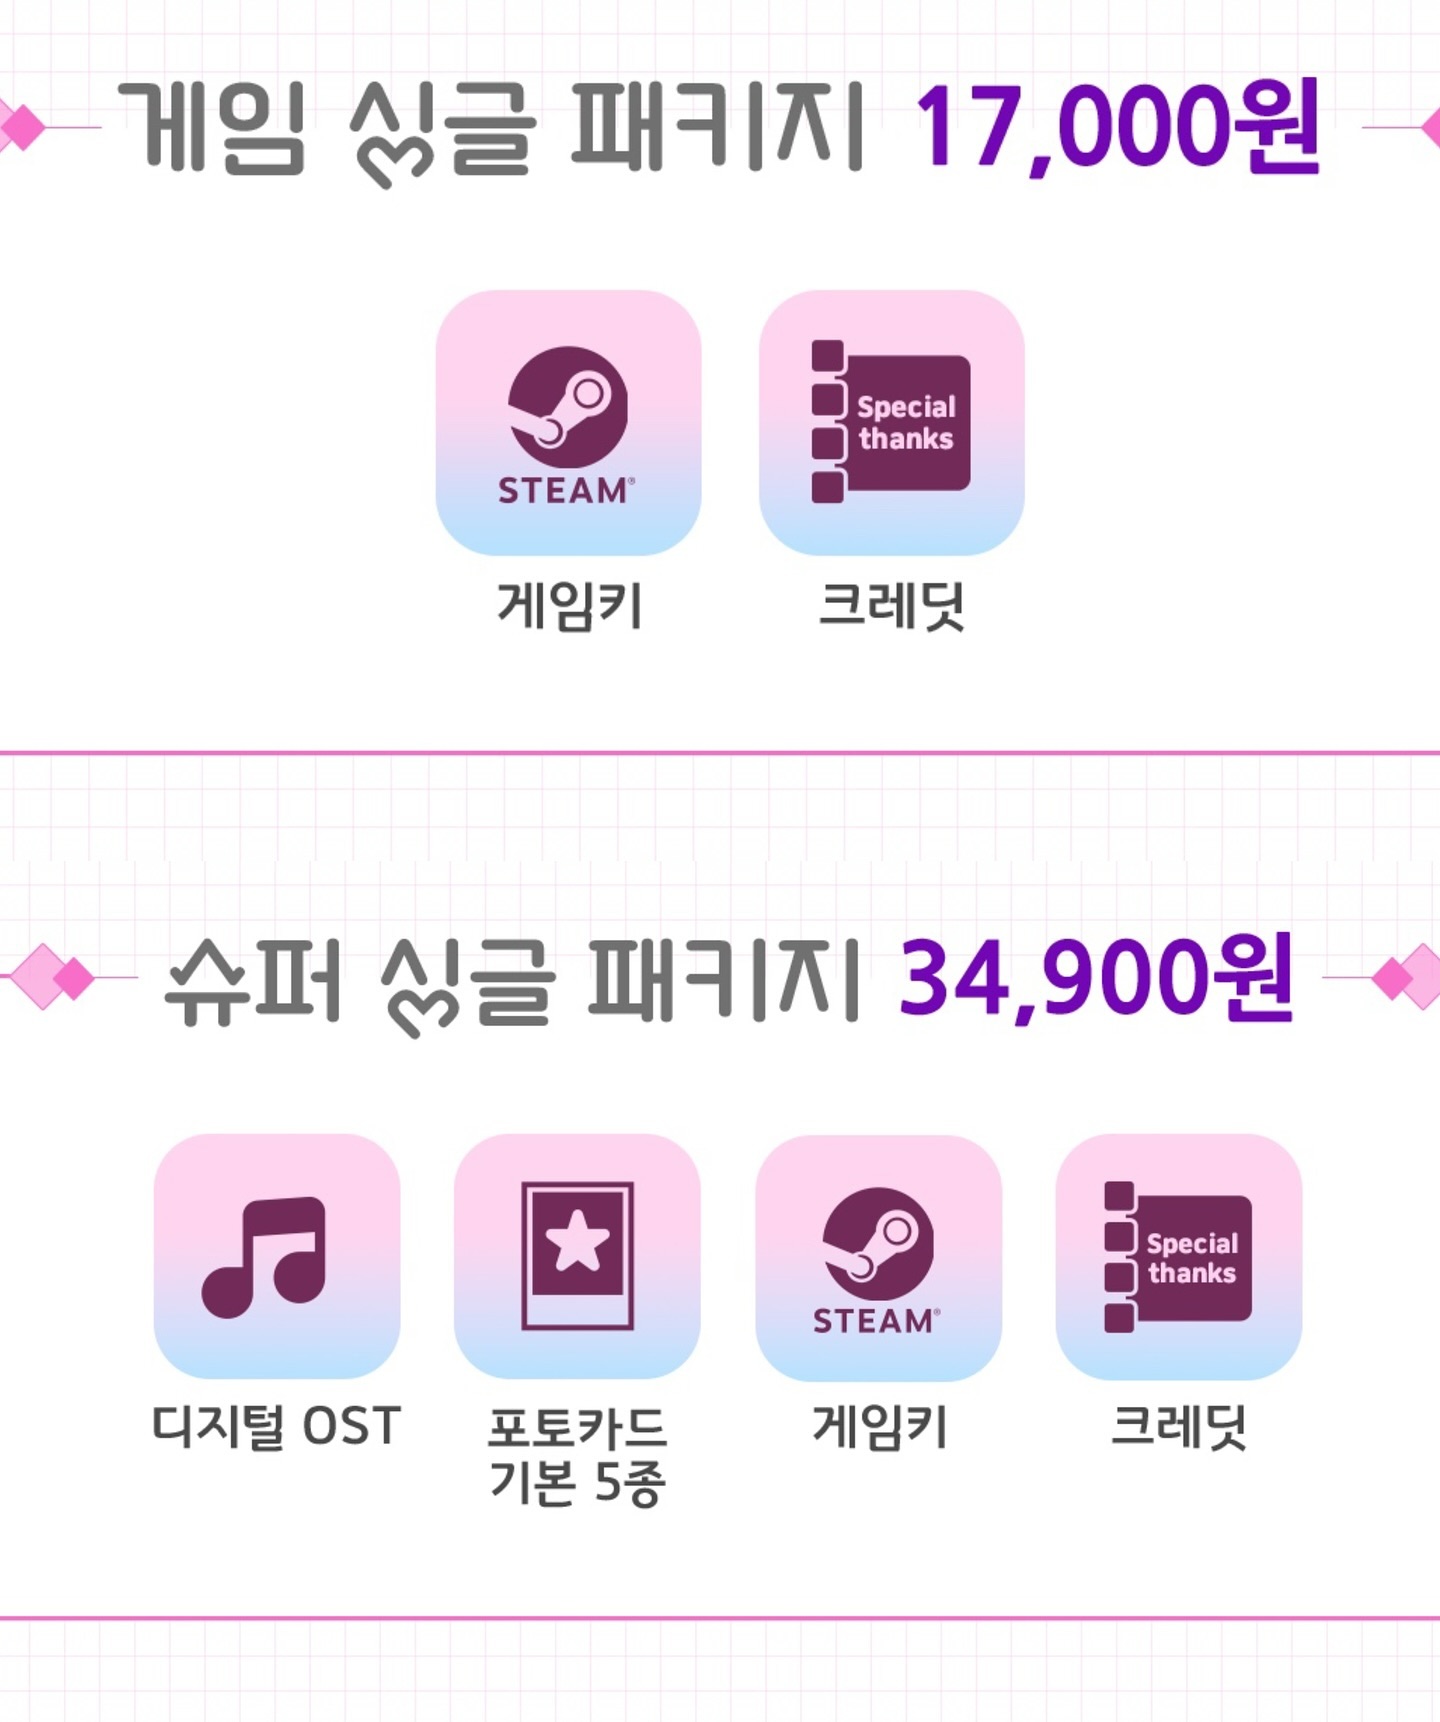 게임 싱글 패키지 17,000원
STEAM®
Special
thanks
게임키
크레딧
슈퍼 싱글 패키지 34,900원
STEAM®
Special
thanks
디지털 OST
포토카드
기본 5종
게임키
크레딧